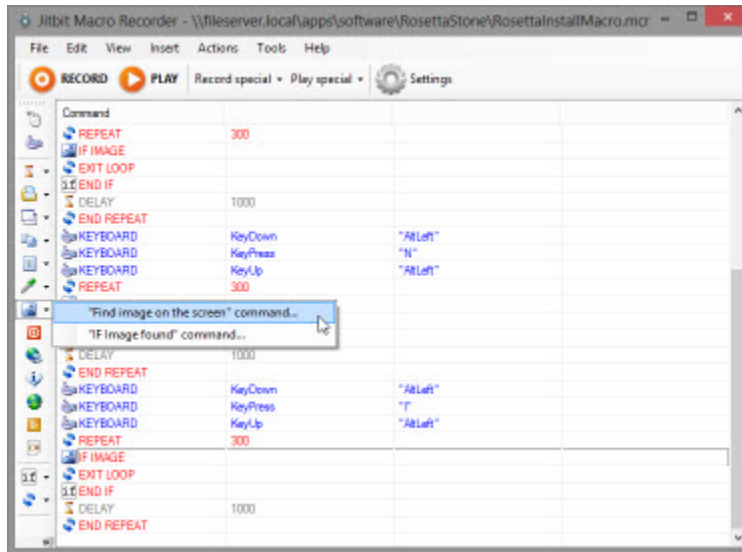 Jitbit Macro Recorder - \\fileserver.local\apps\software\RosettaStone\RosettaInstallMacro.mcr
File Edit View Insert Actions Tools Help
RECORD PLAY Record special Play special Settings
Command
REPEAT 300
IF IMAGE
EXIT LOOP
if END IF
DELAY 1000
END REPEAT
KEYBOARD KeyDown "AltLeft"
KEYBOARD KeyPress "N"
KEYBOARD KeyUp "AltLeft"
REPEAT 300
"Find image on the screen" command...
"IF Image found" command...
DELAY 1000
END REPEAT
KEYBOARD KeyDown "AltLeft"
KEYBOARD KeyPress "I"
KEYBOARD KeyUp "AltLeft"
REPEAT 300
IF IMAGE
if EXIT LOOP
if END IF
DELAY 1000
END REPEAT